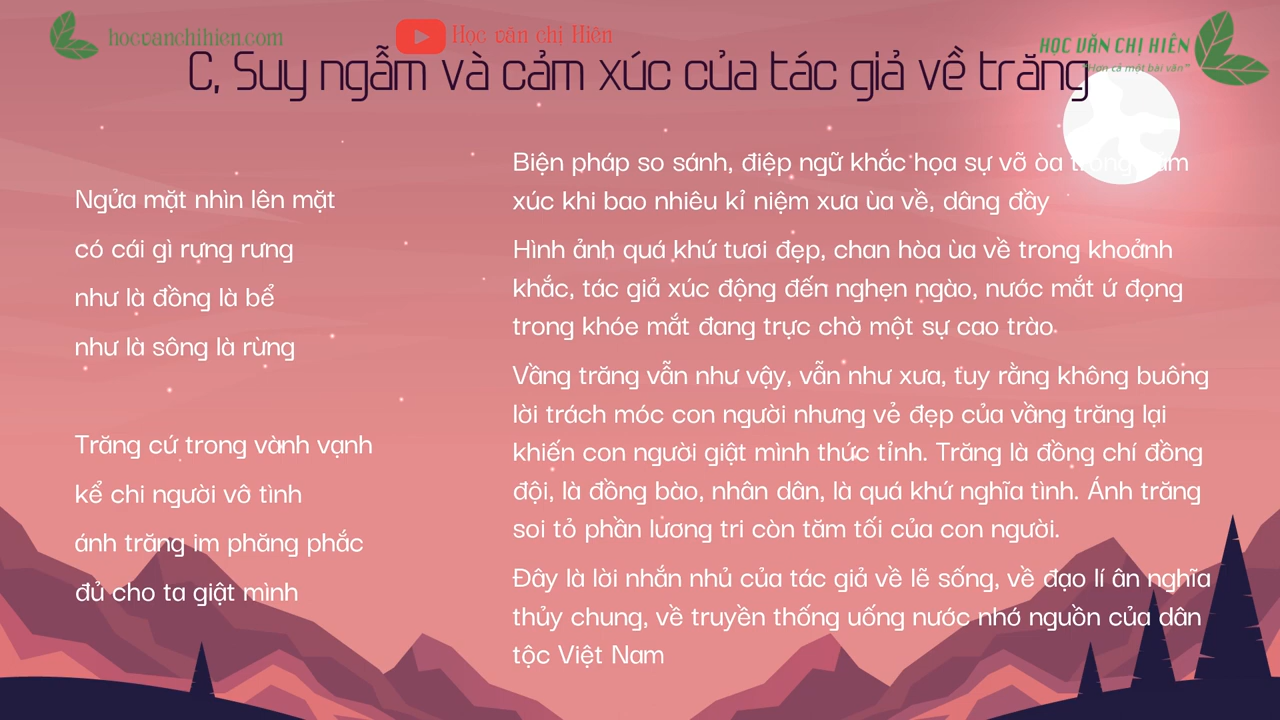 hocvanchihien.com
Học văn chị Hiên
HỌC VĂN CHỊ HIÊN
"Hơn cả một bài văn"
C, Suy ngẫm và cảm xúc của tác giả về trăng
Ngửa mặt nhìn lên mặt
có cái gì rưng rưng
như là đồng là bể
như là sông là rừng
Trăng cứ trong vành vạnh
kể chi người vô tình
ánh trăng im phăng phắc
đủ cho ta giật mình
Biện pháp so sánh, điệp ngữ khắc họa sự vỡ òa trong cảm
xúc khi bao nhiêu kỉ niệm xưa ùa về, dâng đầy
Hình ảnh quá khứ tươi đẹp, chan hòa ùa về trong khoảnh
khắc, tác giả xúc động đến nghẹn ngào, nước mắt ứ đọng
trong khóe mắt đang trực chờ một sự cao trào
Vầng trăng vẫn như vậy, vẫn như xưa, tuy rằng không buông
lời trách móc con người nhưng vẻ đẹp của vầng trăng lại
khiến con người giật mình thức tỉnh. Trăng là đồng chí đồng
đội, là đồng bào, nhân dân, là quá khứ nghĩa tình. Ánh trăng
soi tỏ phần lương tri còn tăm tối của con người.
Đây là lời nhắn nhủ của tác giả về lẽ sống, về đạo lí ân nghĩa
thủy chung, về truyền thống uống nước nhớ nguồn của dân
tộc Việt Nam